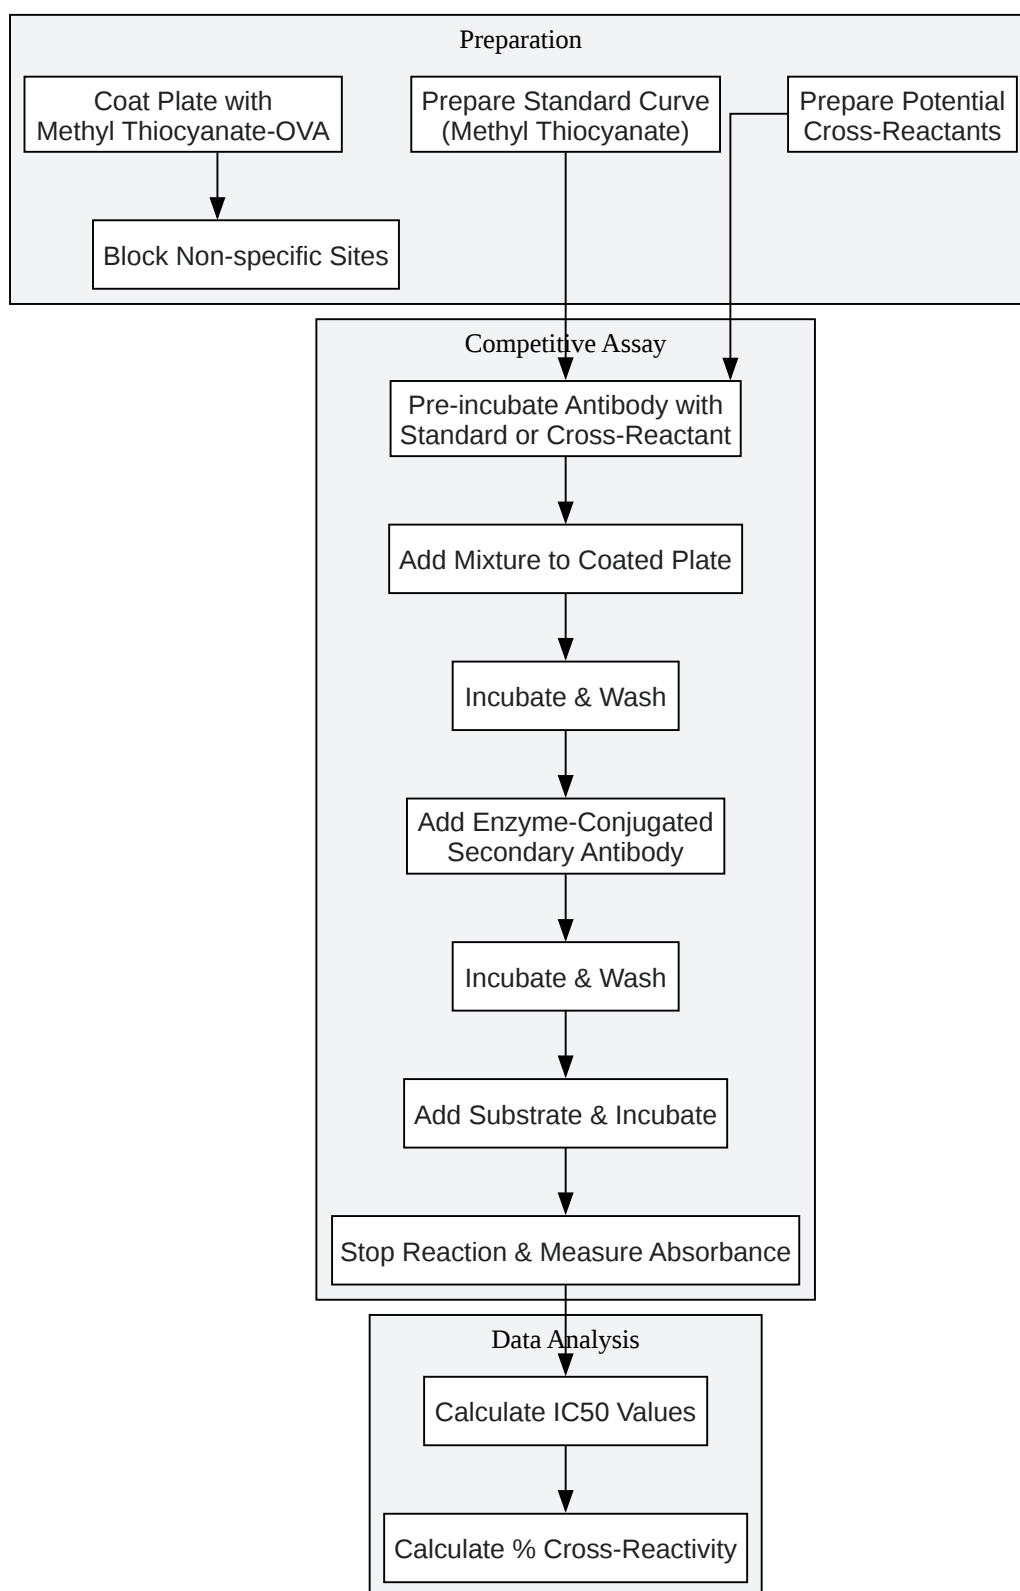 Preparation
Coat Plate with
Methyl Thiocyanate-OVA
Prepare Standard Curve
(Methyl Thiocyanate)
Prepare Potential
Cross-Reactants
Block Non-specific Sites
Competitive Assay
Pre-incubate Antibody with
Standard or Cross-Reactant
Add Mixture to Coated Plate
Incubate & Wash
Add Enzyme-Conjugated
Secondary Antibody
Incubate & Wash
Add Substrate & Incubate
Stop Reaction & Measure Absorbance
Data Analysis
Calculate IC50 Values
Calculate % Cross-Reactivity